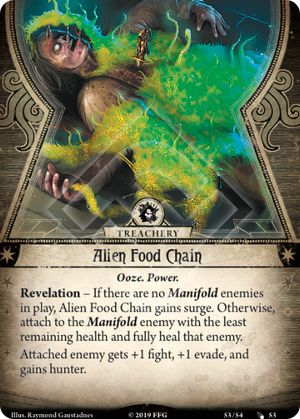 TREACHERY
Alien Food Chain
Ooze. Power.
Revelation – If there are no Manifold enemies
in play, Alien Food Chain gains surge. Otherwise,
attach to the Manifold enemy with the least
remaining health and fully heal that enemy.
Attached enemy gets +1 fight, +1 evade, and
gains hunter.
Illus. Raymond Gaustadnes © 2019 FFG 53/54 53